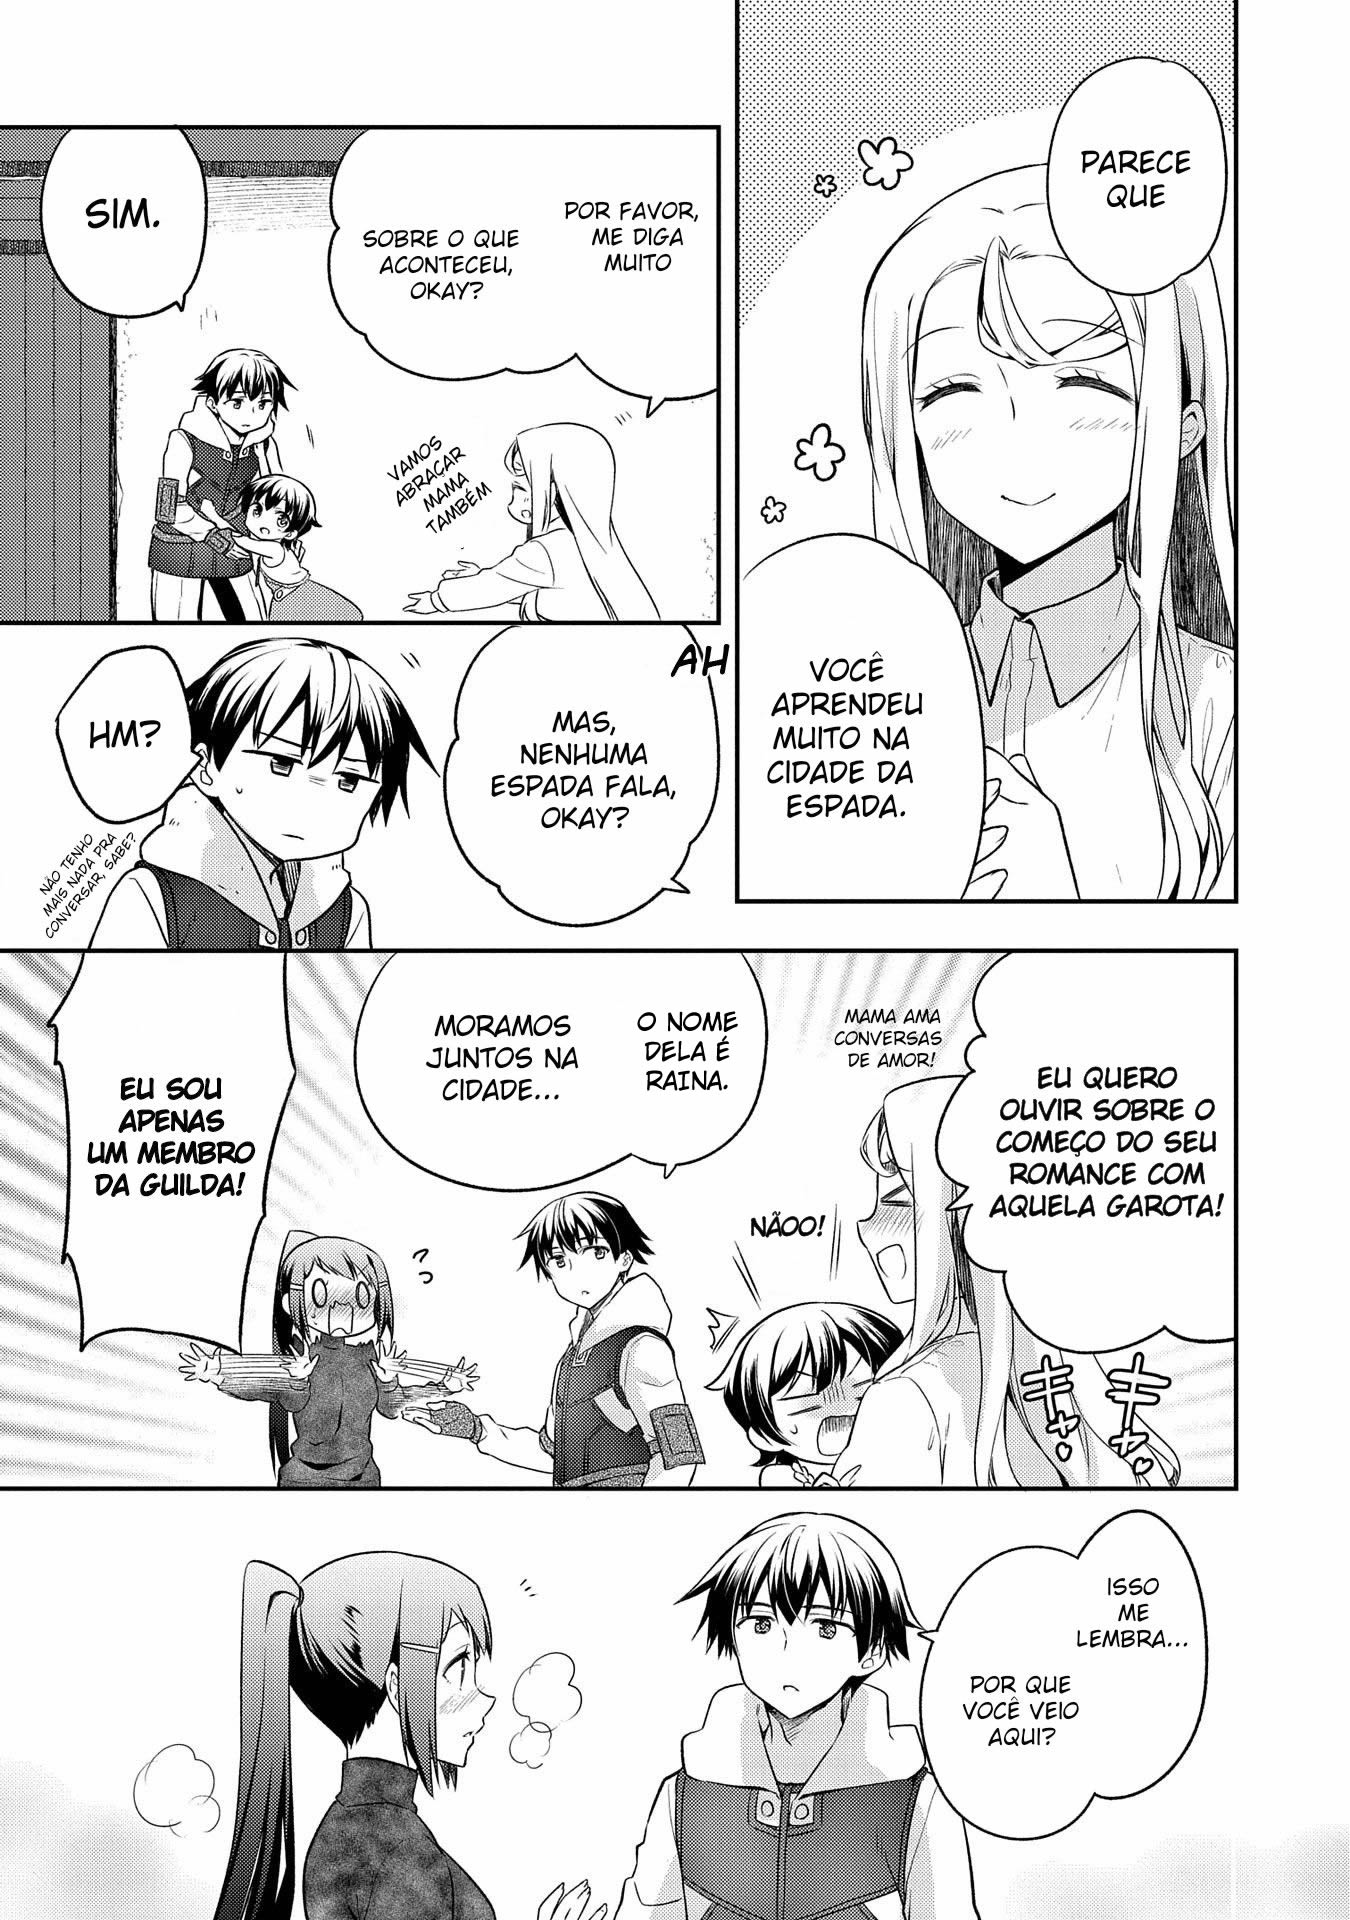 PARECE
QUE
VOCÊ
APRENDEU
MUITO NA
CIDADE DA
ESPADA.
POR FAVOR,
ME DIGA
MUITO
SOBRE O QUE
ACONTECEU,
OKAY?
VAMOS
ABRAÇAR
MAMA
TAMBÉM
SIM.
AH
MAS,
NENHUMA
ESPADA FALA,
OKAY?
HM?
NÃO TENHO
MAIS NADA PRA
CONVERSAR, SABE?
EU QUERO
OUVIR SOBRE O
COMEÇO DO SEU
ROMANCE COM
AQUELA GAROTA!
MAMA AMA
CONVERSAS
DE AMOR!
NÃOO!
O NOME
DELA É
RAINA.
MORAMOS
JUNTOS NA
CIDADE...
EU SOU
APENAS
UM MEMBRO
DA GUILDA!
ISSO
ME
LEMBRA...
POR QUE
VOCÊ VEIO
AQUI?